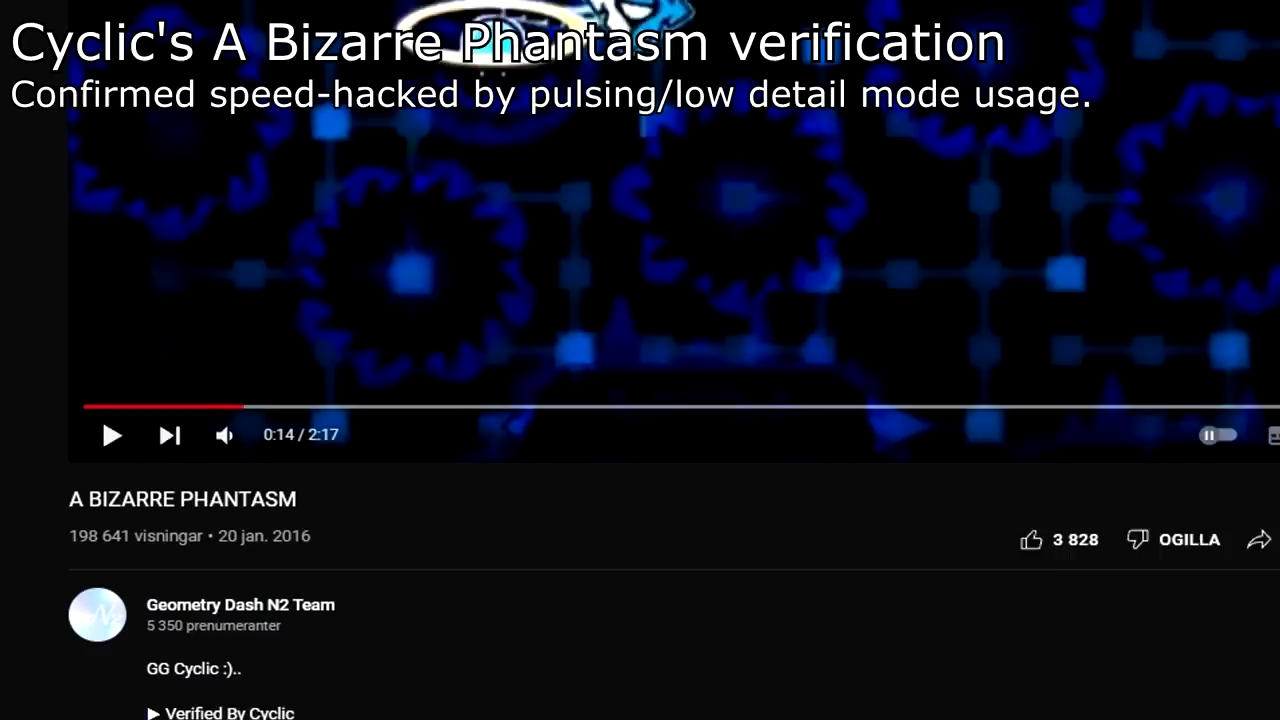 Cyclic's A Bizarre Phantasm verification
Confirmed speed-hacked by pulsing/low detail mode usage.
0:14 / 2:17
A BIZARRE PHANTASM
198 641 visningar • 20 jan. 2016
3 828 OGILLA
Geometry Dash N2 Team
5 350 prenumeranter
GG Cyclic :)..
▶ Verified By Cyclic